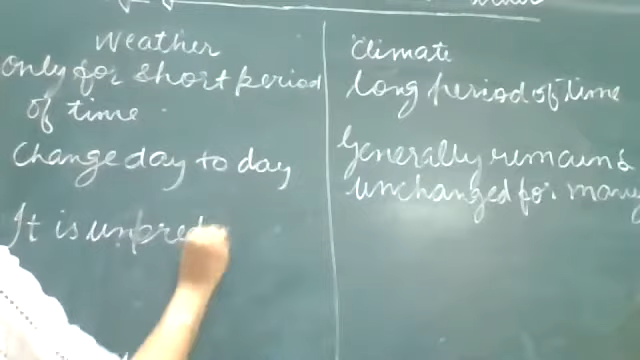 Weather
only for short period
of time
change day to day
It is unpred
climate
long period of time
Generally remains
unchanged for many